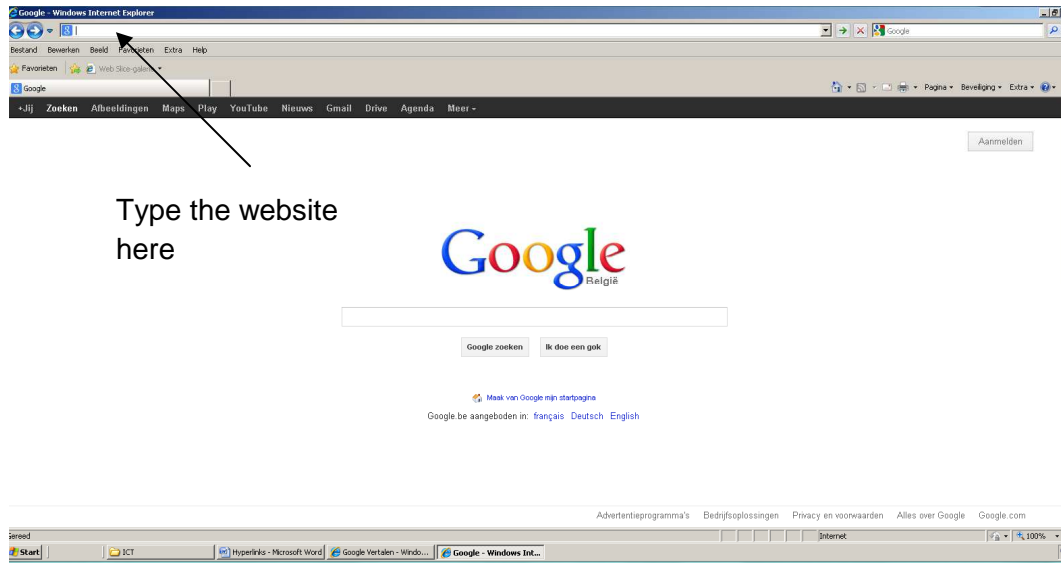 Google - Windows Internet Explorer
Google
Bestand Bewerken Beeld Favorieten Extra Help
Favorieten Web Slice-galerie
Google Pagina Beveiliging Extra
+Jij Zoeken Afbeeldingen Maps Play YouTube Nieuws Gmail Drive Agenda Meer
Aanmelden
Type the website
here
Google
België
Google zoeken Ik doe een gok
Maak van Google mijn startpagina
Google.be aangeboden in: français Deutsch English
Advertentieprogramma's Bedrijfsoplossingen Privacy en voorwaarden Alles over Google Google.com
Gereed Internet 100%
Start ICT Hyperlinks - Microsoft Word Google Vertalen - Windo... Google - Windows Int...